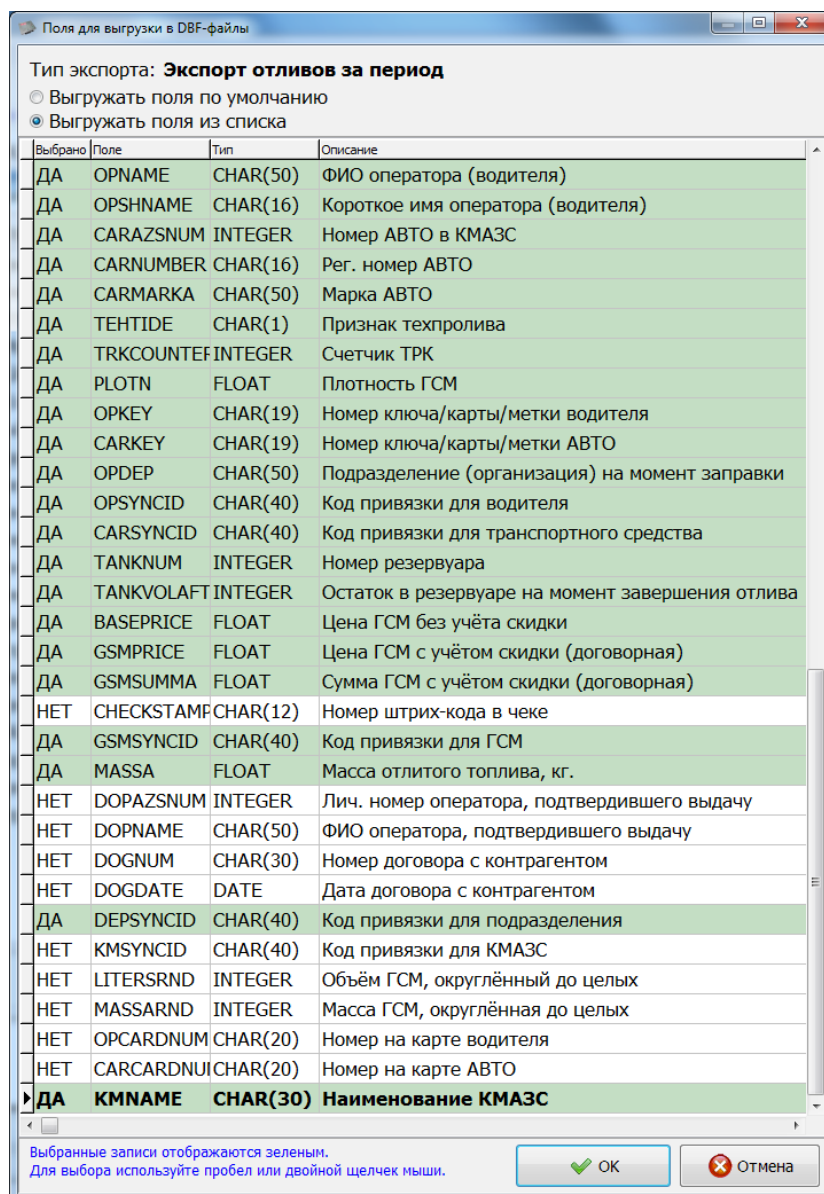 Поля для выгрузки в DBF-файлы
Тип экспорта: Экспорт отливов за период
Выгружать поля по умолчанию
Выгружать поля из списка
Выбрано Поле Тип Описание
ДА OPNAME CHAR(50) ФИО оператора (водителя)
ДА OPSHNAME CHAR(16) Короткое имя оператора (водителя)
ДА CARAZSNUM INTEGER Номер АВТО в КМАЗС
ДА CARNUMBER CHAR(16) Рег. номер АВТО
ДА CARMARKA CHAR(50) Марка АВТО
ДА TEHTIDE CHAR(1) Признак техпролива
ДА TRKCOUNTER INTEGER Счетчик ТРК
ДА PLOTN FLOAT Плотность ГСМ
ДА OPKEY CHAR(19) Номер ключа/карты/метки водителя
ДА CARKEY CHAR(19) Номер ключа/карты/метки АВТО
ДА OPDEP CHAR(50) Подразделение (организация) на момент заправки
ДА OPSYNCID CHAR(40) Код привязки для водителя
ДА CARSYNCID CHAR(40) Код привязки для транспортного средства
ДА TANKNUM INTEGER Номер резервуара
ДА TANKVOLAFT INTEGER Остаток в резервуаре на момент завершения отлива
ДА BASEPRICE FLOAT Цена ГСМ без учёта скидки
ДА GSMPRICE FLOAT Цена ГСМ с учётом скидки (договорная)
ДА GSMSUMMA FLOAT Сумма ГСМ с учётом скидки (договорная)
НЕТ CHECKSTAMP CHAR(12) Номер штрих-кода в чеке
ДА GSMSYNCID CHAR(40) Код привязки для ГСМ
ДА MASSA FLOAT Масса отлитого топлива, кг.
НЕТ DOPAZSNUM INTEGER Лич. номер оператора, подтвердившего выдачу
НЕТ DOPNAME CHAR(50) ФИО оператора, подтвердившего выдачу
НЕТ DOGNUM CHAR(30) Номер договора с контрагентом
НЕТ DOGDATE DATE Дата договора с контрагентом
ДА DEPSYNCID CHAR(40) Код привязки для подразделения
НЕТ KMSYNCID CHAR(40) Код привязки для КМАЗС
НЕТ LITERSRND INTEGER Объём ГСМ, округлённый до целых
НЕТ MASSARND INTEGER Масса ГСМ, округлённая до целых
НЕТ OPCARDNUM CHAR(20) Номер на карте водителя
НЕТ CARCARDNU CHAR(20) Номер на карте АВТО
ДА KMNAME CHAR(30) Наименование КМАЗС
Выбранные записи отображаются зеленым.
Для выбора используйте пробел или двойной щелчек мыши.
ОК
Отмена